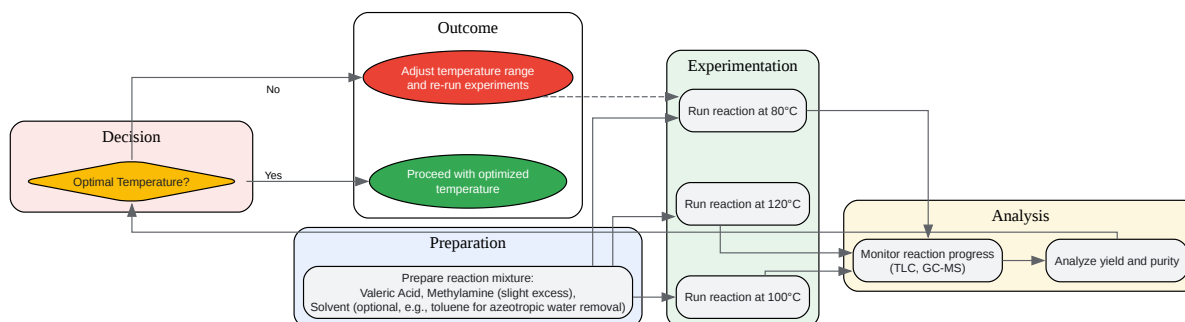 Outcome
Adjust temperature range
and re-run experiments
No
Proceed with optimized
temperature
Yes
Decision
Optimal Temperature?
Experimentation
Run reaction at 80°C
Run reaction at 120°C
Run reaction at 100°C
Preparation
Prepare reaction mixture:
Valeric Acid, Methylamine (slight excess),
Solvent (optional, e.g., toluene for azeotropic water removal)
Analysis
Monitor reaction progress
(TLC, GC-MS)
Analyze yield and purity